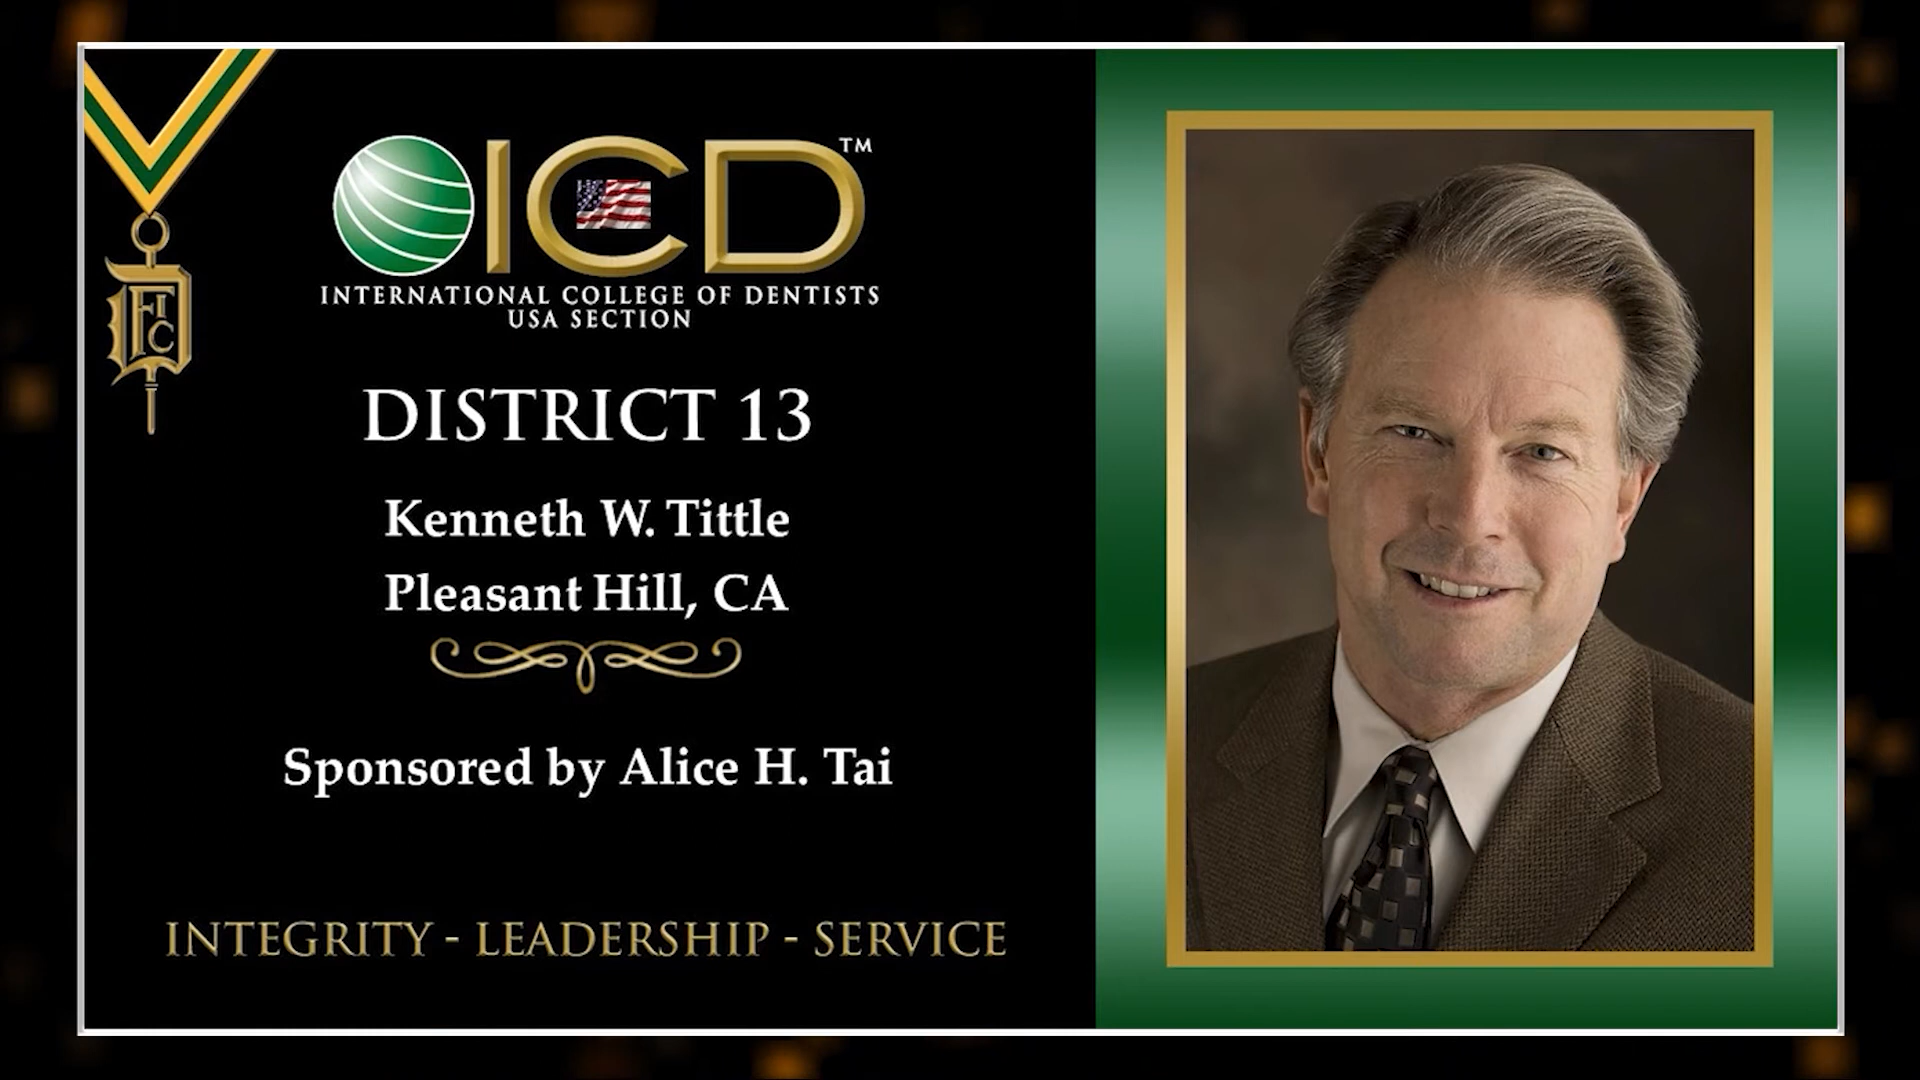 ICD™
INTERNATIONAL COLLEGE OF DENTISTS
USA SECTION
FICD
DISTRICT 13
Kenneth W. Tittle
Pleasant Hill, CA
Sponsored by Alice H. Tai
INTEGRITY - LEADERSHIP - SERVICE